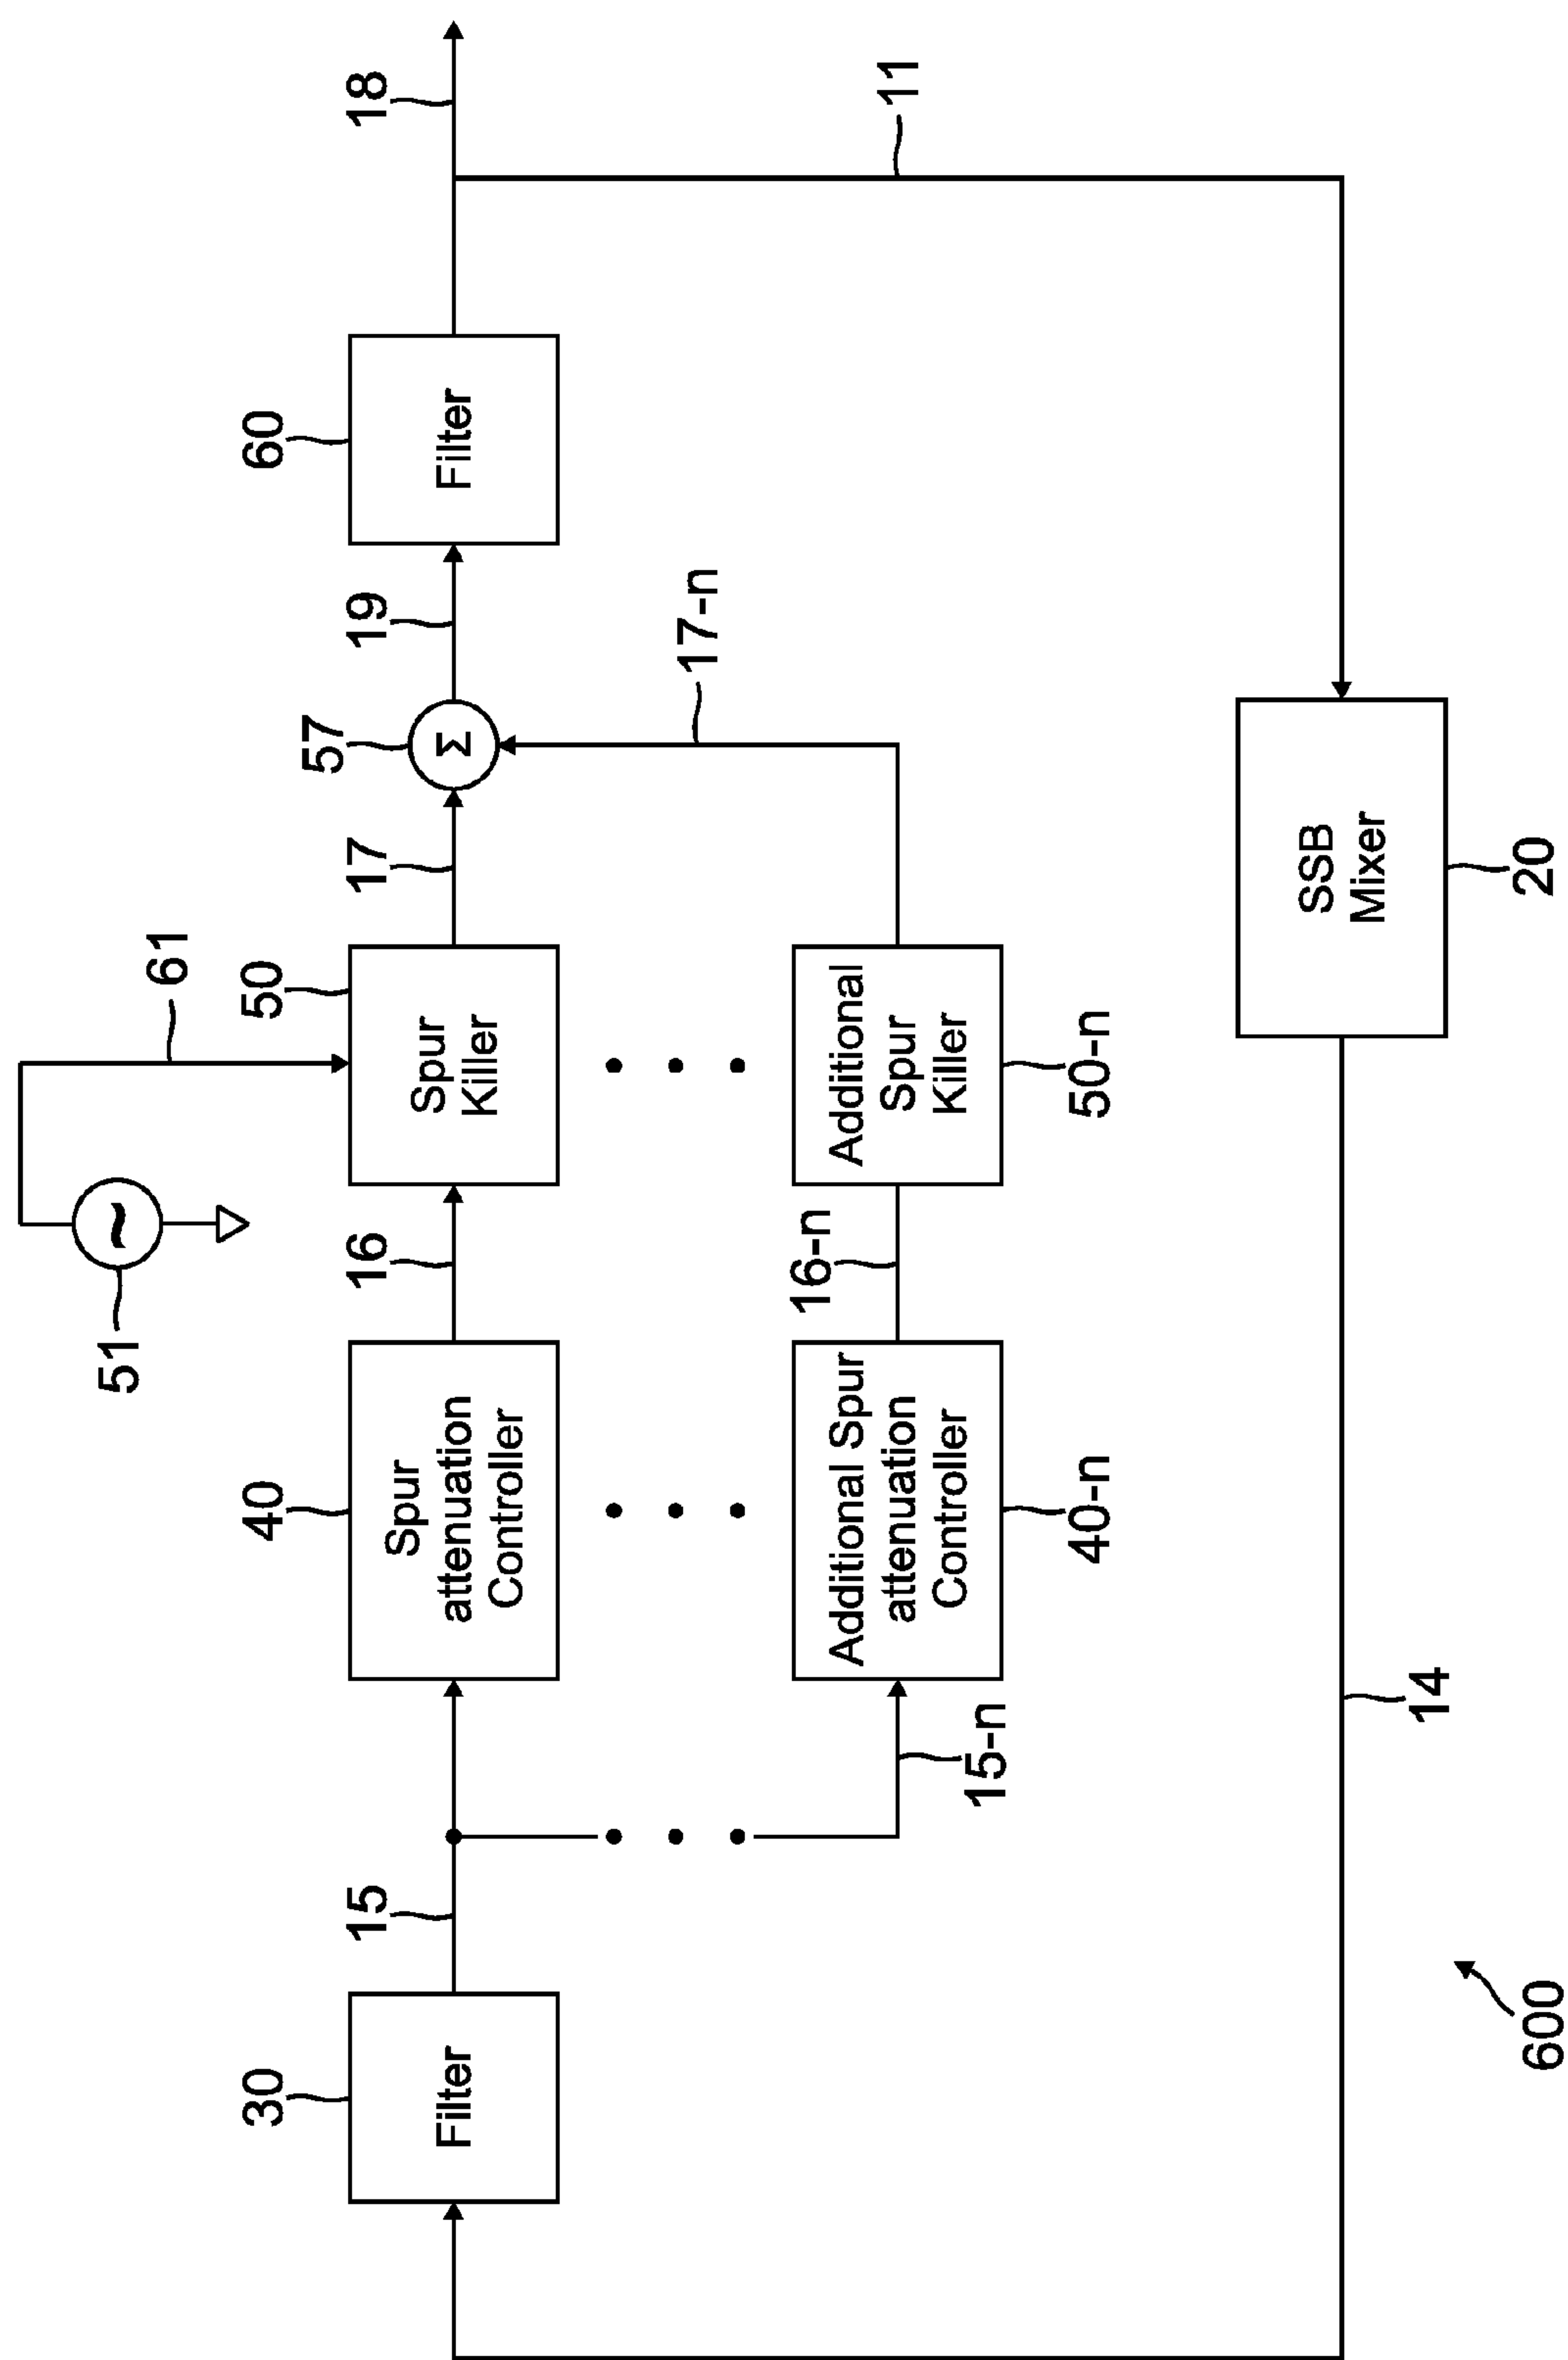 51
61
30
Filter
15
40
Spur
attenuation
Controller
16
50
Spur
Killer
17
57
Σ
19
60
Filter
18
15-n
Additional Spur
attenuation
Controller
40-n
16-n
Additional
Spur
Killer
50-n
17-n
11
14
SSB
Mixer
20
600
~